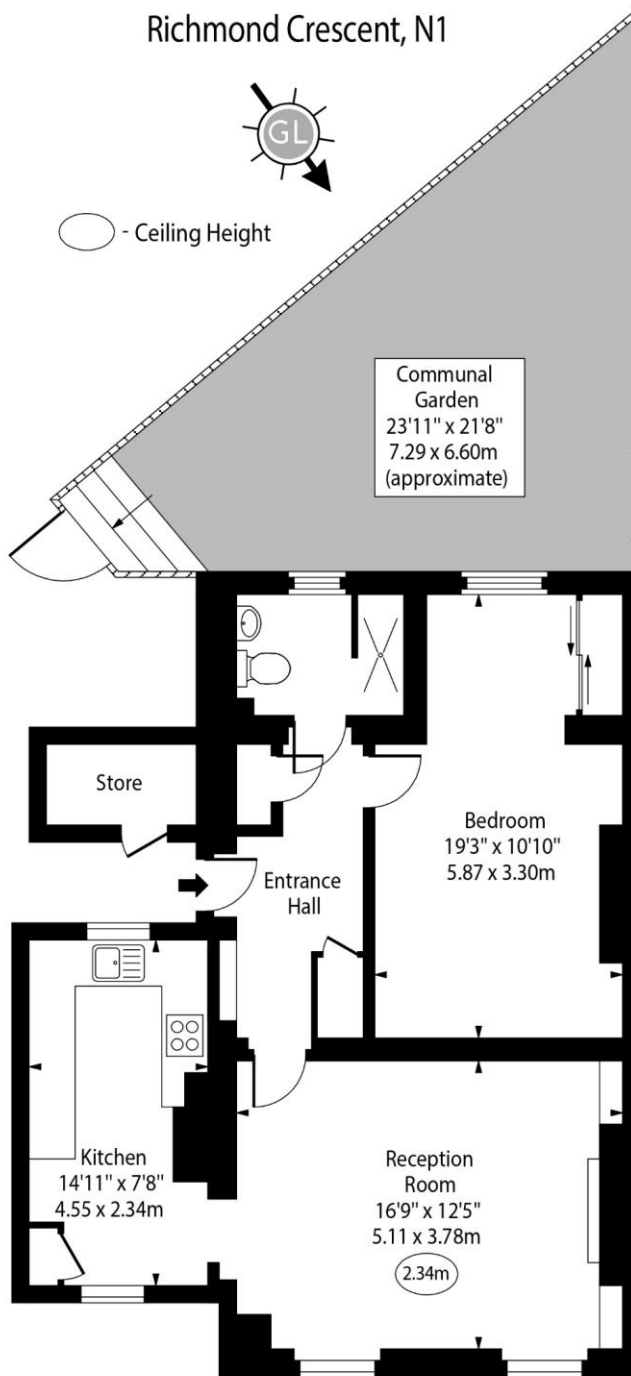 Richmond Crescent, N1
GL
- Ceiling Height
Communal
Garden
23'11" x 21'8"
7.29 x 6.60m
(approximate)
Store
Entrance
Hall
Bedroom
19'3" x 10'10"
5.87 x 3.30m
Kitchen
14'11" x 7'8"
4.55 x 2.34m
Reception
Room
16'9" x 12'5"
5.11 x 3.78m
2.34m